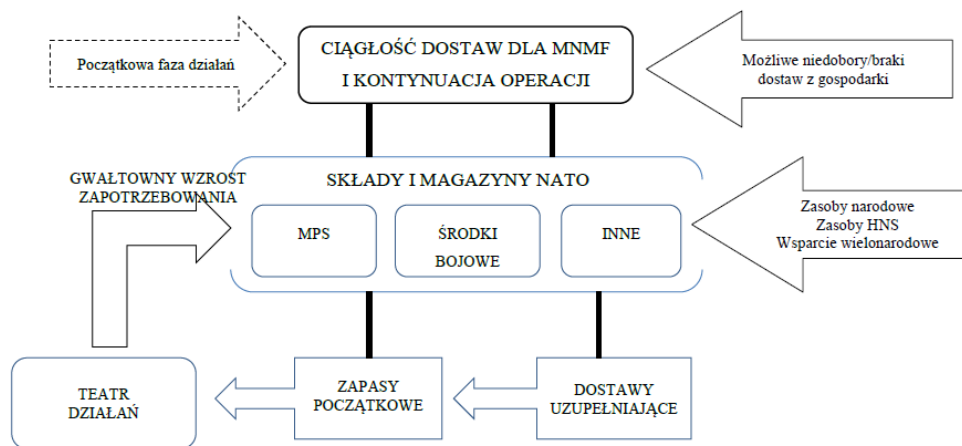 CIĄGŁOŚĆ DOSTAW DLA MNMF
I KONTYNUACJA OPERACJI
Początkowa faza działań
Możliwe niedobory/braki
dostaw z gospodarki
GWAŁTOWNY WZROST
ZAPOTRZEBOWANIA
SKŁADY I MAGAZYNY NATO
MPS
ŚRODKI
BOJOWE
INNE
Zasoby narodowe
Zasoby HNS
Wsparcie wielonarodowe
TEATR
DZIAŁAŃ
ZAPASY
POCZĄTKOWE
DOSTAWY
UZUPEŁNIAJĄCE